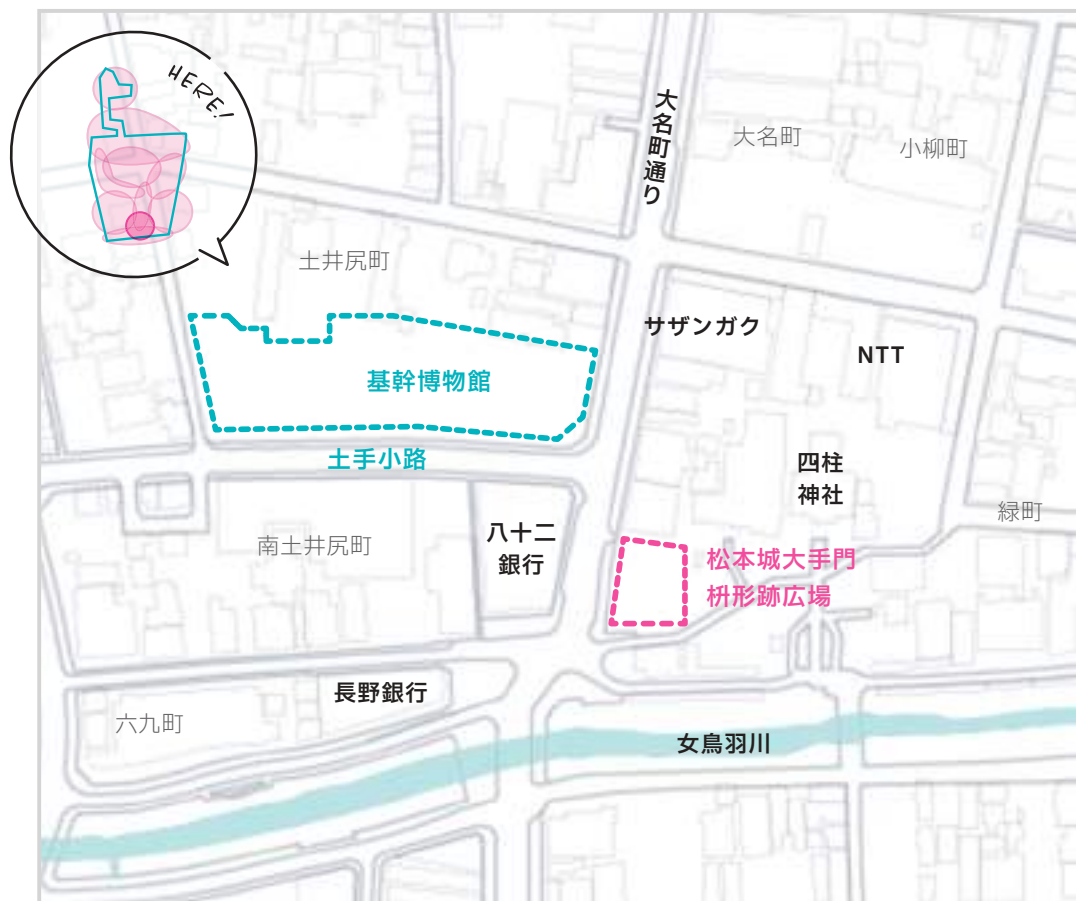 HERE!
大名町通り
大名町
小柳町
土井尻町
サザンガク
NTT
基幹博物館
土手小路
四柱
神社
緑町
南土井尻町
八十二
銀行
松本城大手門
枡形跡広場
長野銀行
六九町
女鳥羽川